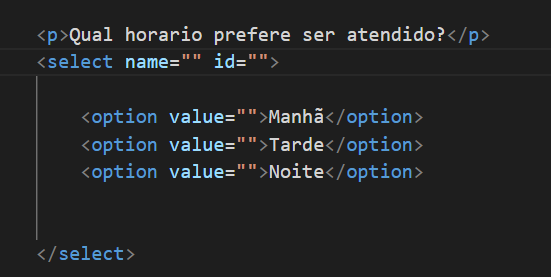 <p>Qual horario prefere ser atendido?</p>
<select name="" id="">
<option value="">Manhã</option>
<option value="">Tarde</option>
<option value="">Noite</option>
</select>